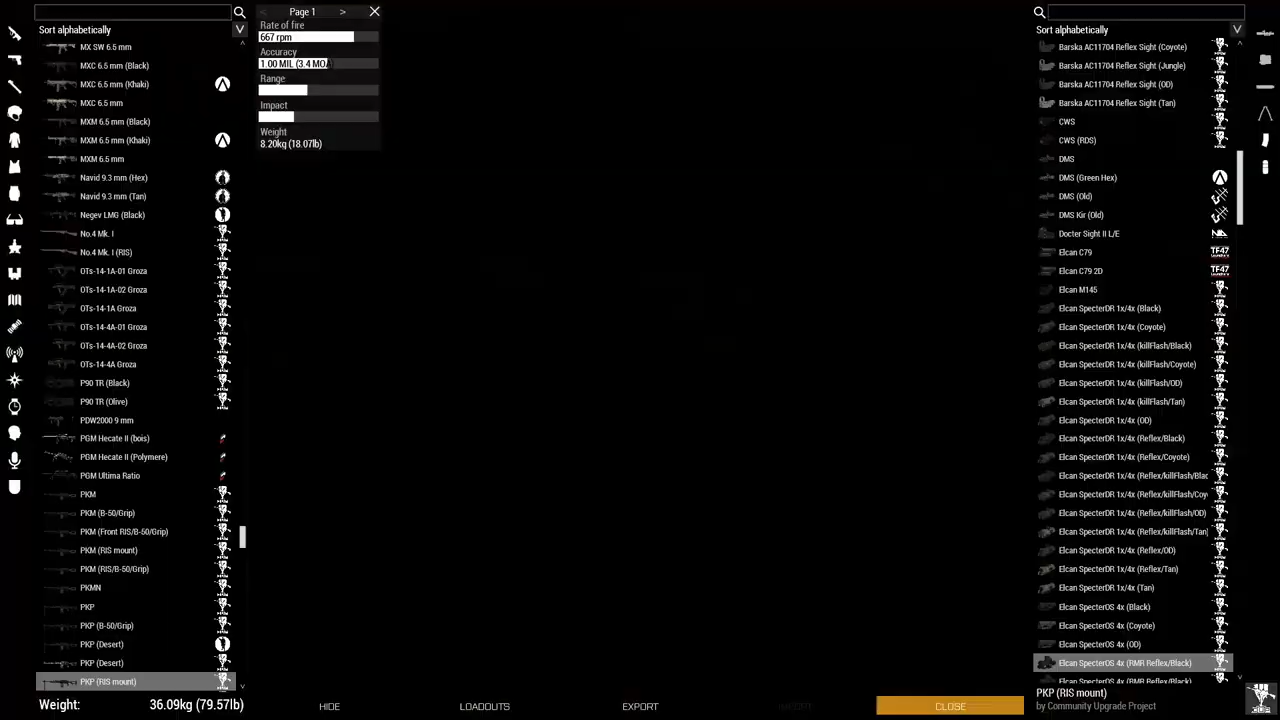 Sort alphabetically
MX SW 6.5 mm
MXC 6.5 mm (Black)
MXC 6.5 mm (Khaki)
MXC 6.5 mm
MXM 6.5 mm (Black)
MXM 6.5 mm (Khaki)
MXM 6.5 mm
Navid 9.3 mm (Hex)
Navid 9.3 mm (Tan)
Negev LMG (Black)
No.4 Mk. I
No.4 Mk. I (RIS)
OTs-14-1A-01 Groza
OTs-14-1A-02 Groza
OTs-14-1A Groza
OTs-14-4A-01 Groza
OTs-14-4A-02 Groza
OTs-14-4A Groza
P90 TR (Black)
P90 TR (Olive)
PDW2000 9 mm
PGM Hecate II (bois)
PGM Hecate II (Polymere)
PGM Ultima Ratio
PKM
PKM (B-50/Grip)
PKM (Front RIS/B-50/Grip)
PKM (RIS mount)
PKM (RIS/B-50/Grip)
PKMN
PKP
PKP (B-50/Grip)
PKP (Desert)
PKP (Desert)
PKP (RIS mount)
Weight: 36.09kg (79.57lb)
< Page 1 >
Rate of fire
667 rpm
Accuracy
1.00 MIL (3.4 MOA)
Range
Impact
Weight
8.20kg (18.07lb)
HIDE
LOADOUTS
EXPORT
IMPORT
CLOSE
Sort alphabetically
Barska AC11704 Reflex Sight (Coyote)
Barska AC11704 Reflex Sight (Jungle)
Barska AC11704 Reflex Sight (OD)
Barska AC11704 Reflex Sight (Tan)
CWS
CWS (RDS)
DMS
DMS (Green Hex)
DMS (Old)
DMS Kir (Old)
Docter Sight II L/E
NIA
Elcan C79
TF47
Elcan C79 2D
TF47
Elcan M145
Elcan SpecterDR 1x/4x (Black)
Elcan SpecterDR 1x/4x (Coyote)
Elcan SpecterDR 1x/4x (killFlash/Black)
Elcan SpecterDR 1x/4x (killFlash/Coyote)
Elcan SpecterDR 1x/4x (killFlash/OD)
Elcan SpecterDR 1x/4x (killFlash/Tan)
Elcan SpecterDR 1x/4x (OD)
Elcan SpecterDR 1x/4x (Reflex/Black)
Elcan SpecterDR 1x/4x (Reflex/Coyote)
Elcan SpecterDR 1x/4x (Reflex/killFlash/Blac
Elcan SpecterDR 1x/4x (Reflex/killFlash/Coy
Elcan SpecterDR 1x/4x (Reflex/killFlash/OD)
Elcan SpecterDR 1x/4x (Reflex/killFlash/Tan)
Elcan SpecterDR 1x/4x (Reflex/OD)
Elcan SpecterDR 1x/4x (Reflex/Tan)
Elcan SpecterDR 1x/4x (Tan)
Elcan SpecterOS 4x (Black)
Elcan SpecterOS 4x (Coyote)
Elcan SpecterOS 4x (OD)
Elcan SpecterOS 4x (RMR Reflex/Black)
Elcan SpecterOS 4x (RMR Reflex/Black)
PKP (RIS mount)
by Community Upgrade Project